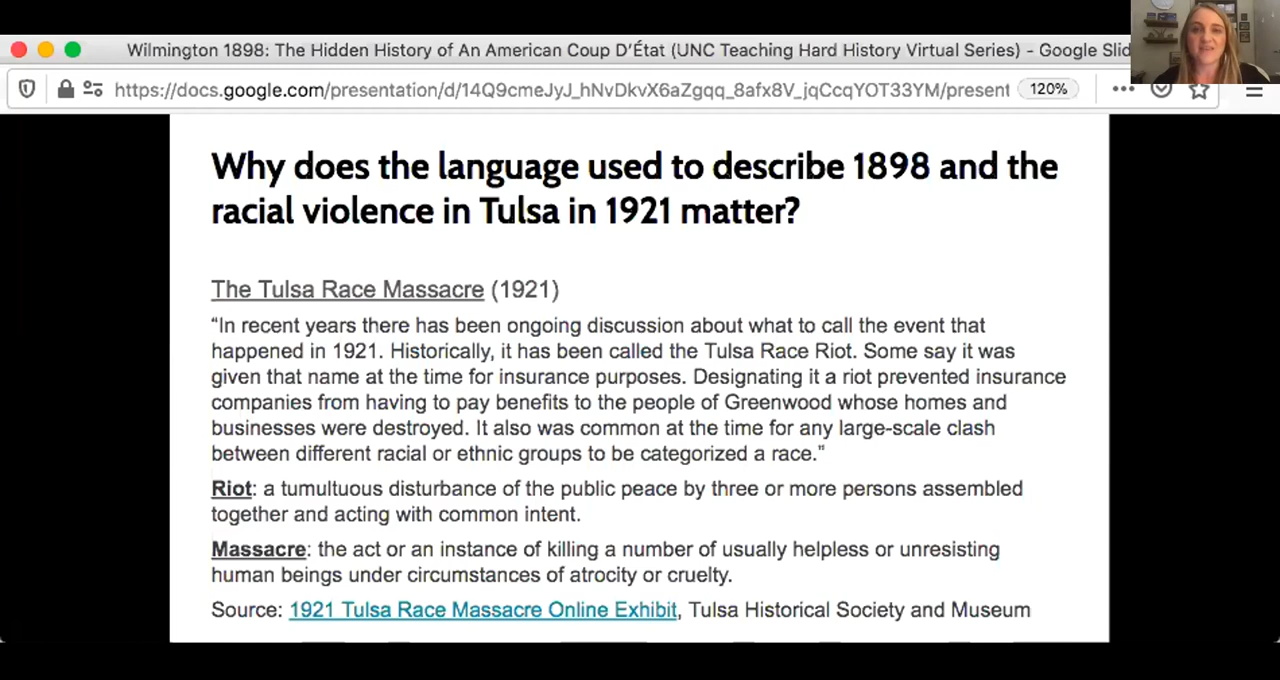 Wilmington 1898: The Hidden History of An American Coup D'État (UNC Teaching Hard History Virtual Series) - Google Slid
https://docs.google.com/presentation/d/14Q9cmeJyJ_hNvDkvX6aZgqq_8afx8V_jqCcqYOT33YM/present 120%
Why does the language used to describe 1898 and the
racial violence in Tulsa in 1921 matter?
The Tulsa Race Massacre (1921)
“In recent years there has been ongoing discussion about what to call the event that
happened in 1921. Historically, it has been called the Tulsa Race Riot. Some say it was
given that name at the time for insurance purposes. Designating it a riot prevented insurance
companies from having to pay benefits to the people of Greenwood whose homes and
businesses were destroyed. It also was common at the time for any large-scale clash
between different racial or ethnic groups to be categorized a race.”
Riot: a tumultuous disturbance of the public peace by three or more persons assembled
together and acting with common intent.
Massacre: the act or an instance of killing a number of usually helpless or unresisting
human beings under circumstances of atrocity or cruelty.
Source: 1921 Tulsa Race Massacre Online Exhibit, Tulsa Historical Society and Museum